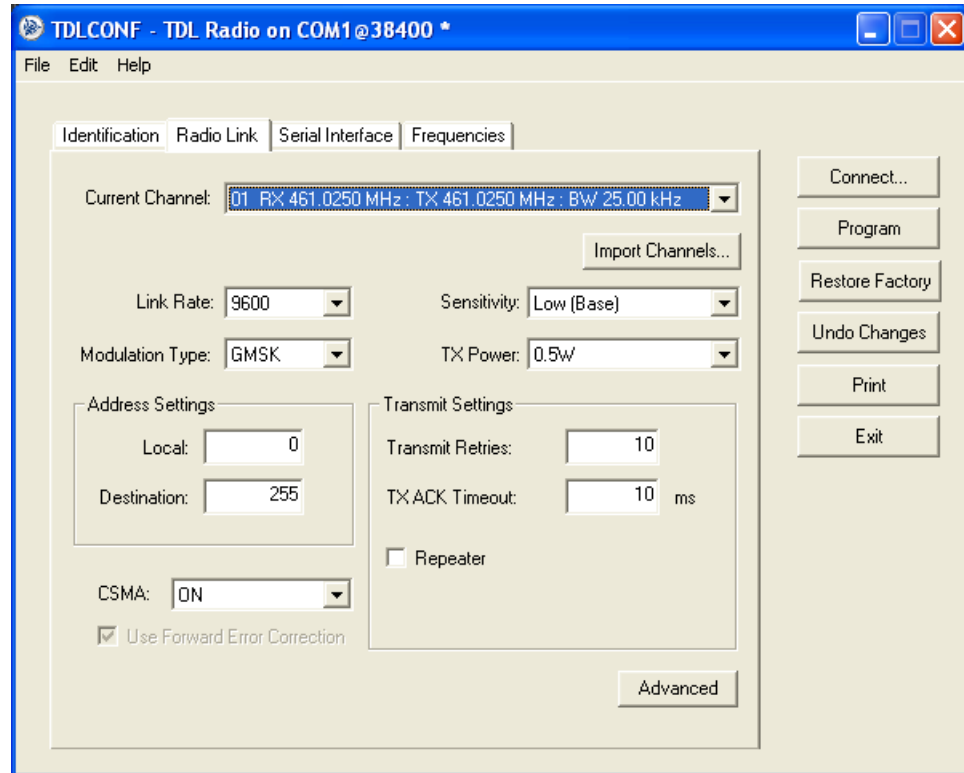 TDLCONF - TDL Radio on COM1@38400 *
File Edit Help
Identification Radio Link Serial Interface Frequencies
Current Channel: 01 RX 461.0250 MHz : TX 461.0250 MHz : BW 25.00 kHz
Import Channels...
Link Rate: 9600 Sensitivity: Low (Base)
Modulation Type: GMSK TX Power: 0.5W
Address Settings
Local: 0
Destination: 255
Transmit Settings
Transmit Retries: 10
TX ACK Timeout: 10 ms
Repeater
CSMA: ON
Use Forward Error Correction
Advanced
Connect...
Program
Restore Factory
Undo Changes
Print
Exit